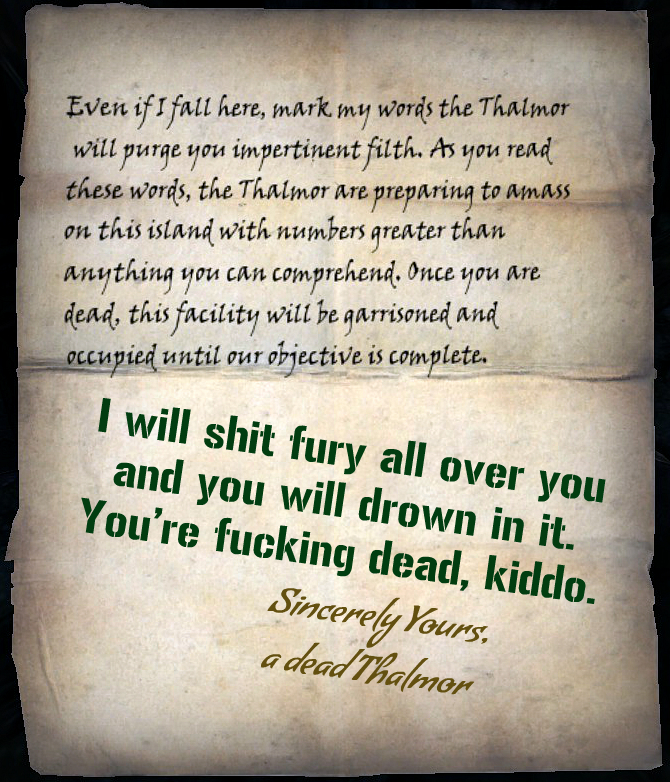 Even if I fall here, mark my words the Thalmor
will purge you impertinent filth. As you read
these words, the Thalmor are preparing to amass
on this island with numbers greater than
anything you can comprehend. Once you are
dead, this facility will be garrisoned and
occupied until our objective is complete.
I will shit fury all over you
and you will drown in it.
You're fucking dead, kiddo.
Sincerely Yours,
a dead Thalmor